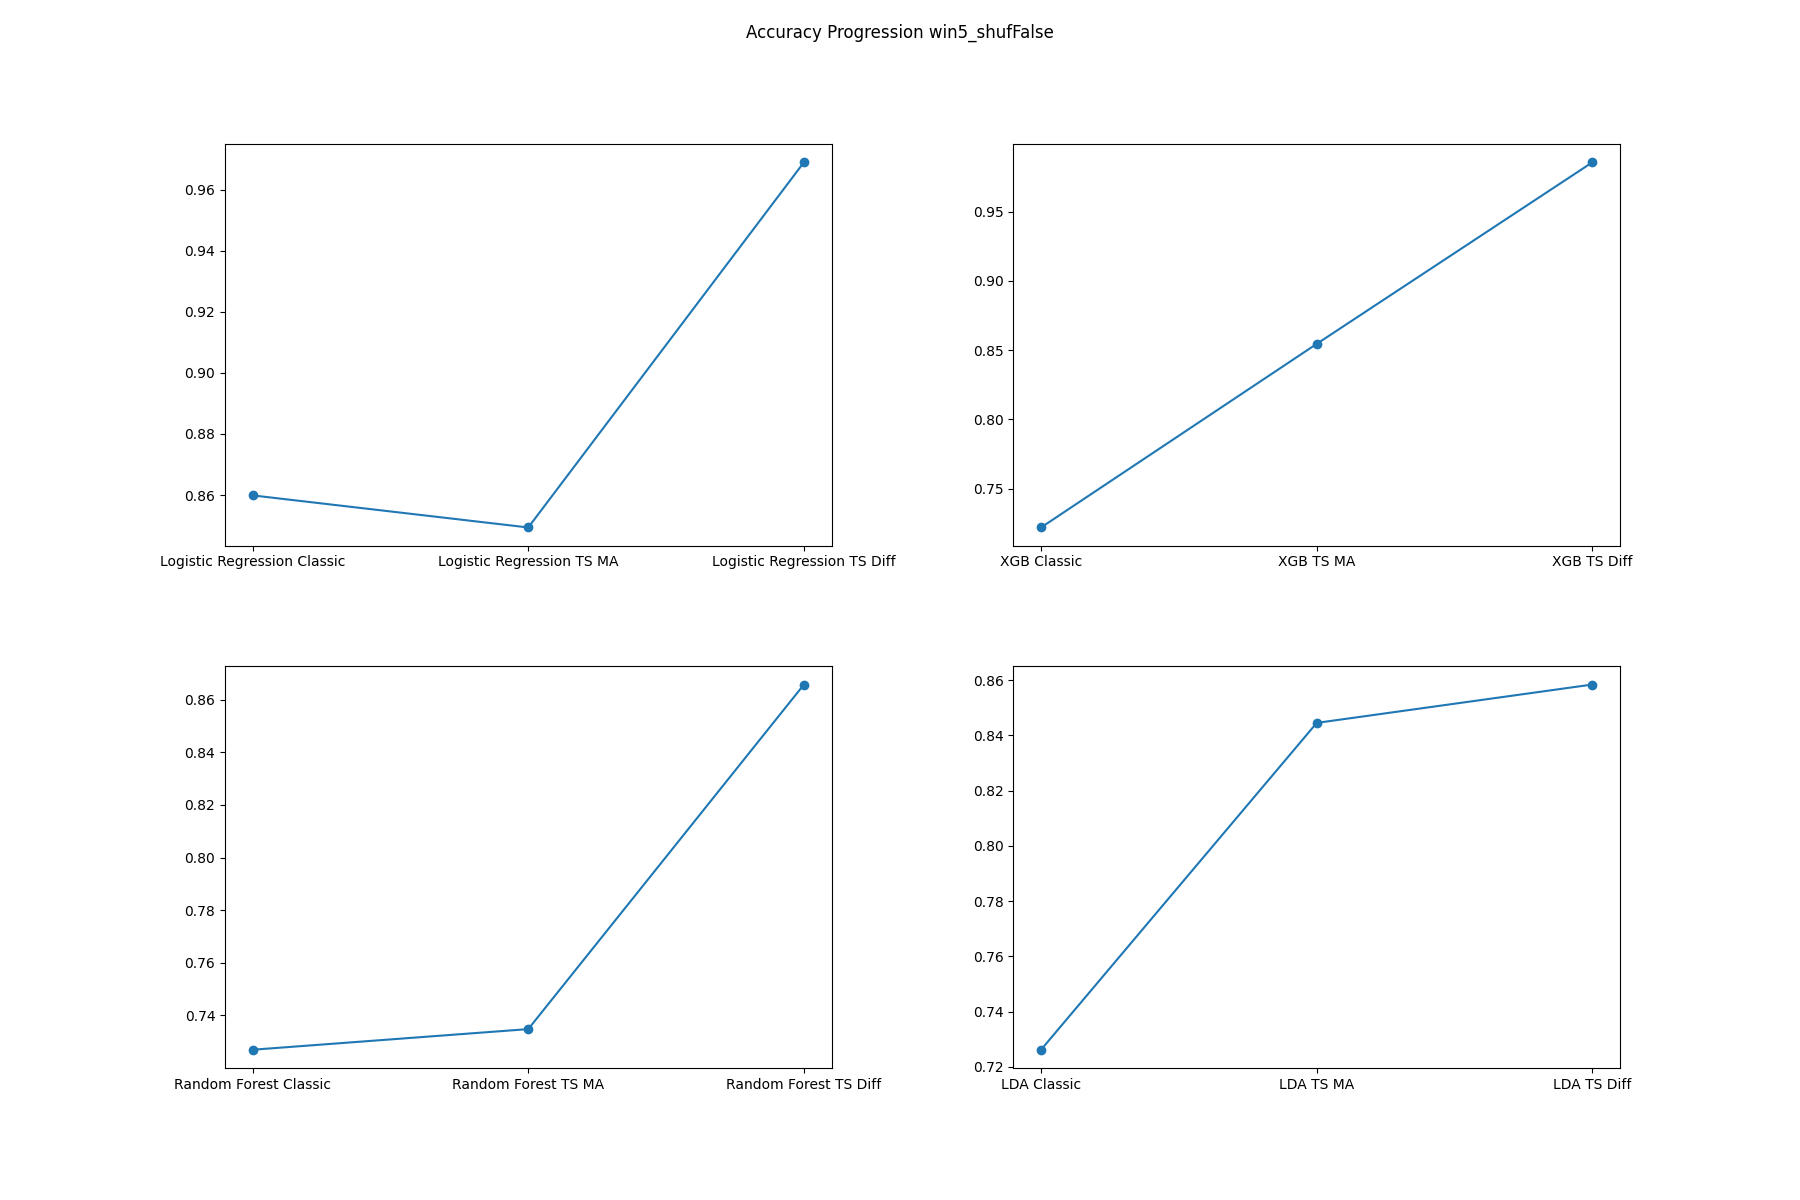 Accuracy Progression win5_shufFalse
0.96
0.94
0.92
0.90
0.88
0.86
Logistic Regression Classic
Logistic Regression TS MA
Logistic Regression TS Diff
0.95
0.90
0.85
0.80
0.75
XGB Classic
XGB TS MA
XGB TS Diff
0.86
0.84
0.82
0.80
0.78
0.76
0.74
Random Forest Classic
Random Forest TS MA
Random Forest TS Diff
0.86
0.84
0.82
0.80
0.78
0.76
0.74
0.72
LDA Classic
LDA TS MA
LDA TS Diff